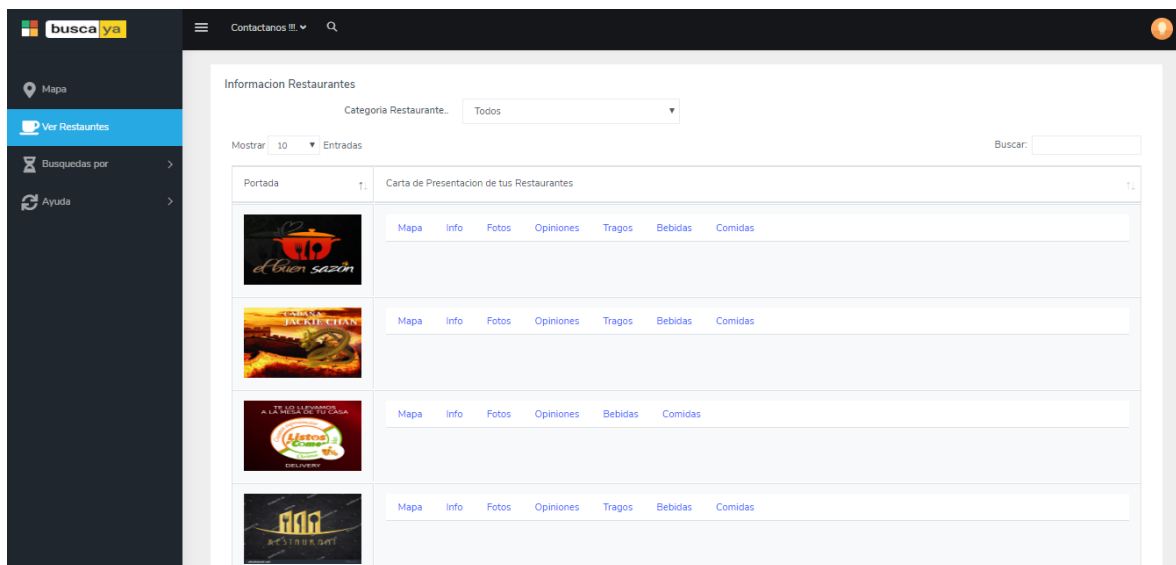 busca ya
Contactanos !!!.
Mapa
Ver Restauntes
Busquedas por
Ayuda
Informacion Restaurantes
Categoria Restaurante..
Todos
Mostrar 10 Entradas
Buscar:
Portada
Carta de Presentacion de tus Restaurantes
el buen sazón
Mapa Info Fotos Opiniones Tragos Bebidas Comidas
CABAÑA
JACKIE CHAN
Mapa Info Fotos Opiniones Tragos Bebidas Comidas
TE LO LLEVAMOS
A LA MESA DE TU CASA
Listos
Come
DELIVERY
Mapa Info Fotos Opiniones Bebidas Comidas
RESTAURANT
Mapa Info Fotos Opiniones Tragos Bebidas Comidas